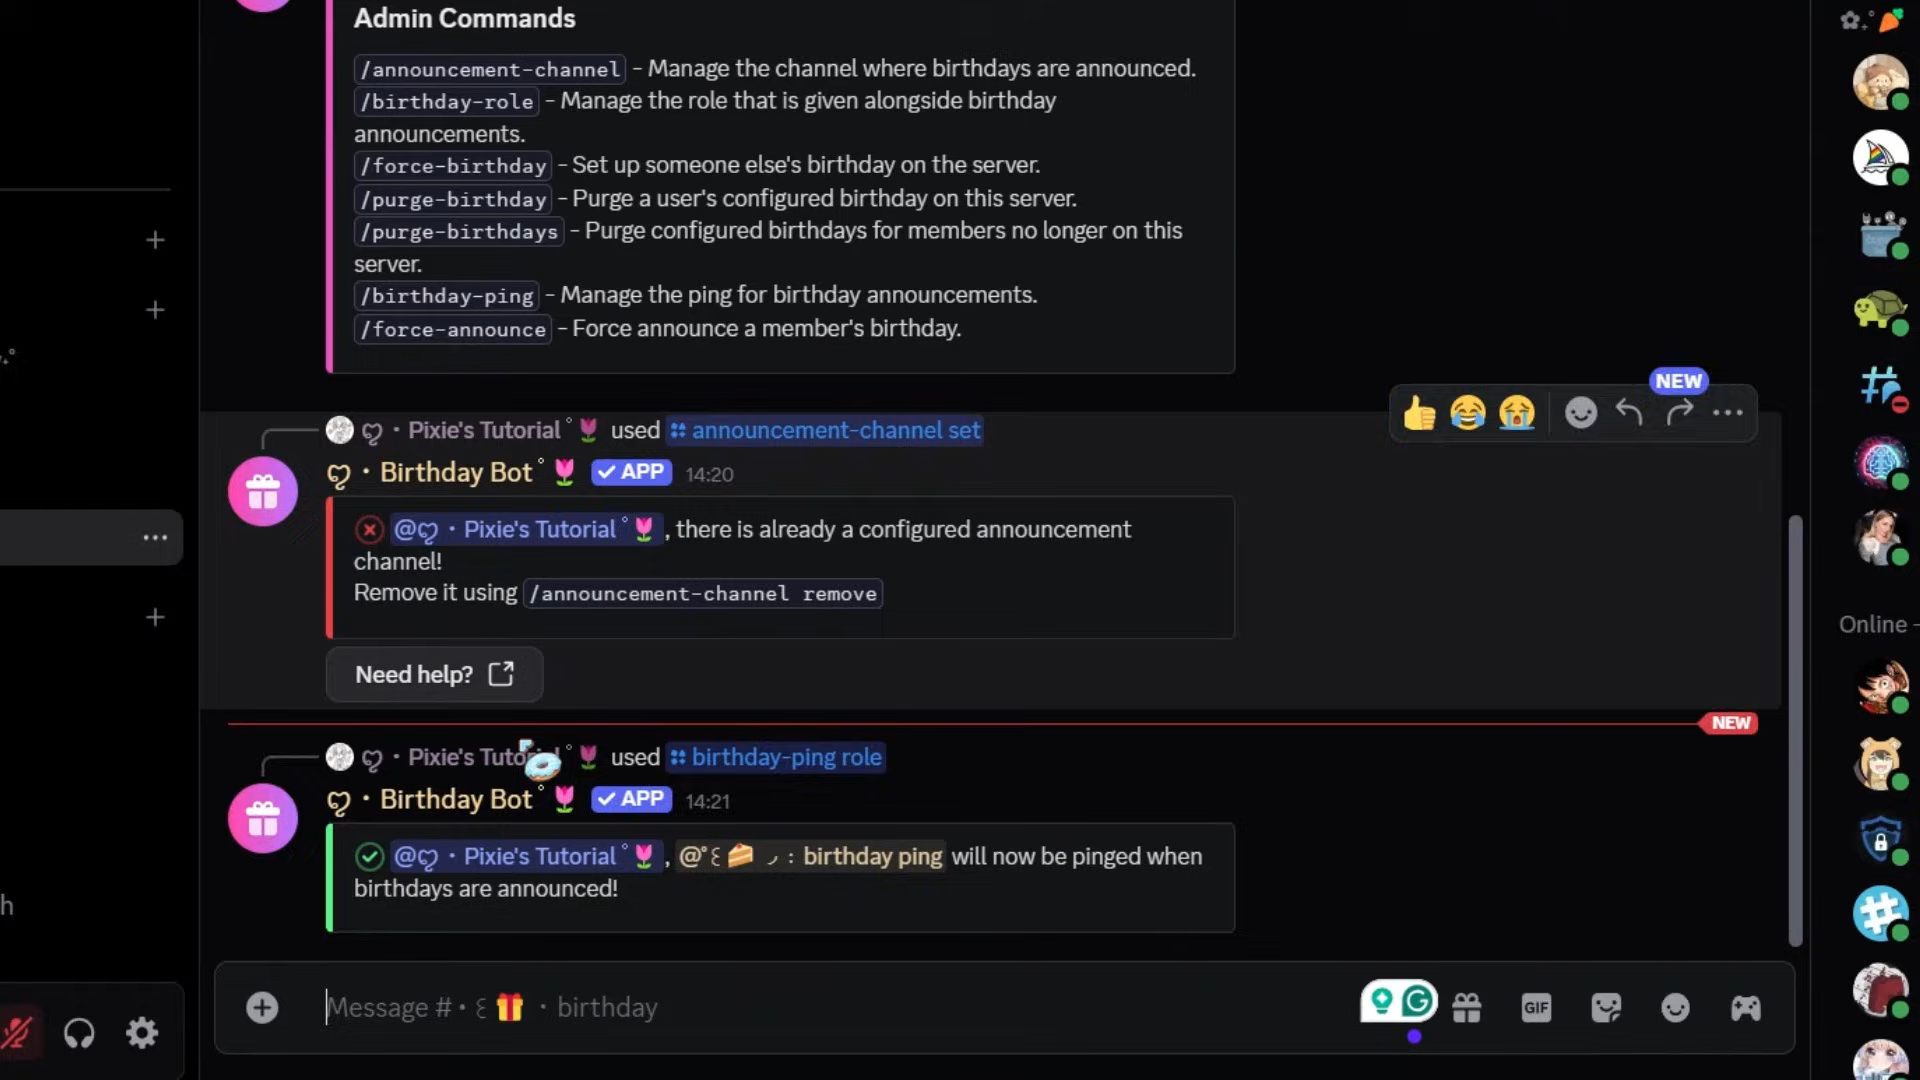 Admin Commands
/announcement-channel - Manage the channel where birthdays are announced.
/birthday-role - Manage the role that is given alongside birthday
announcements.
/force-birthday - Set up someone else's birthday on the server.
/purge-birthday - Purge a user's configured birthday on this server.
/purge-birthdays - Purge configured birthdays for members no longer on this
server.
/birthday-ping - Manage the ping for birthday announcements.
/force-announce - Force announce a member's birthday.
NEW
ღ・Pixie's Tutorial ˚🌷 used announcement-channel set
ღ・Birthday Bot ˚🌷 ✓ APP 14:20
@ღ・Pixie's Tutorial ˚🌷, there is already a configured announcement
channel!
Remove it using /announcement-channel remove
Need help?
NEW
ღ・Pixie's Tutorial ˚🌷 used birthday-ping role
ღ・Birthday Bot ˚🌷 ✓ APP 14:21
@ღ・Pixie's Tutorial ˚🌷, @˚꒰🍰 ◞ : birthday ping will now be pinged when
birthdays are announced!
Message #・꒰🎁・birthday
GIF
Online -
h